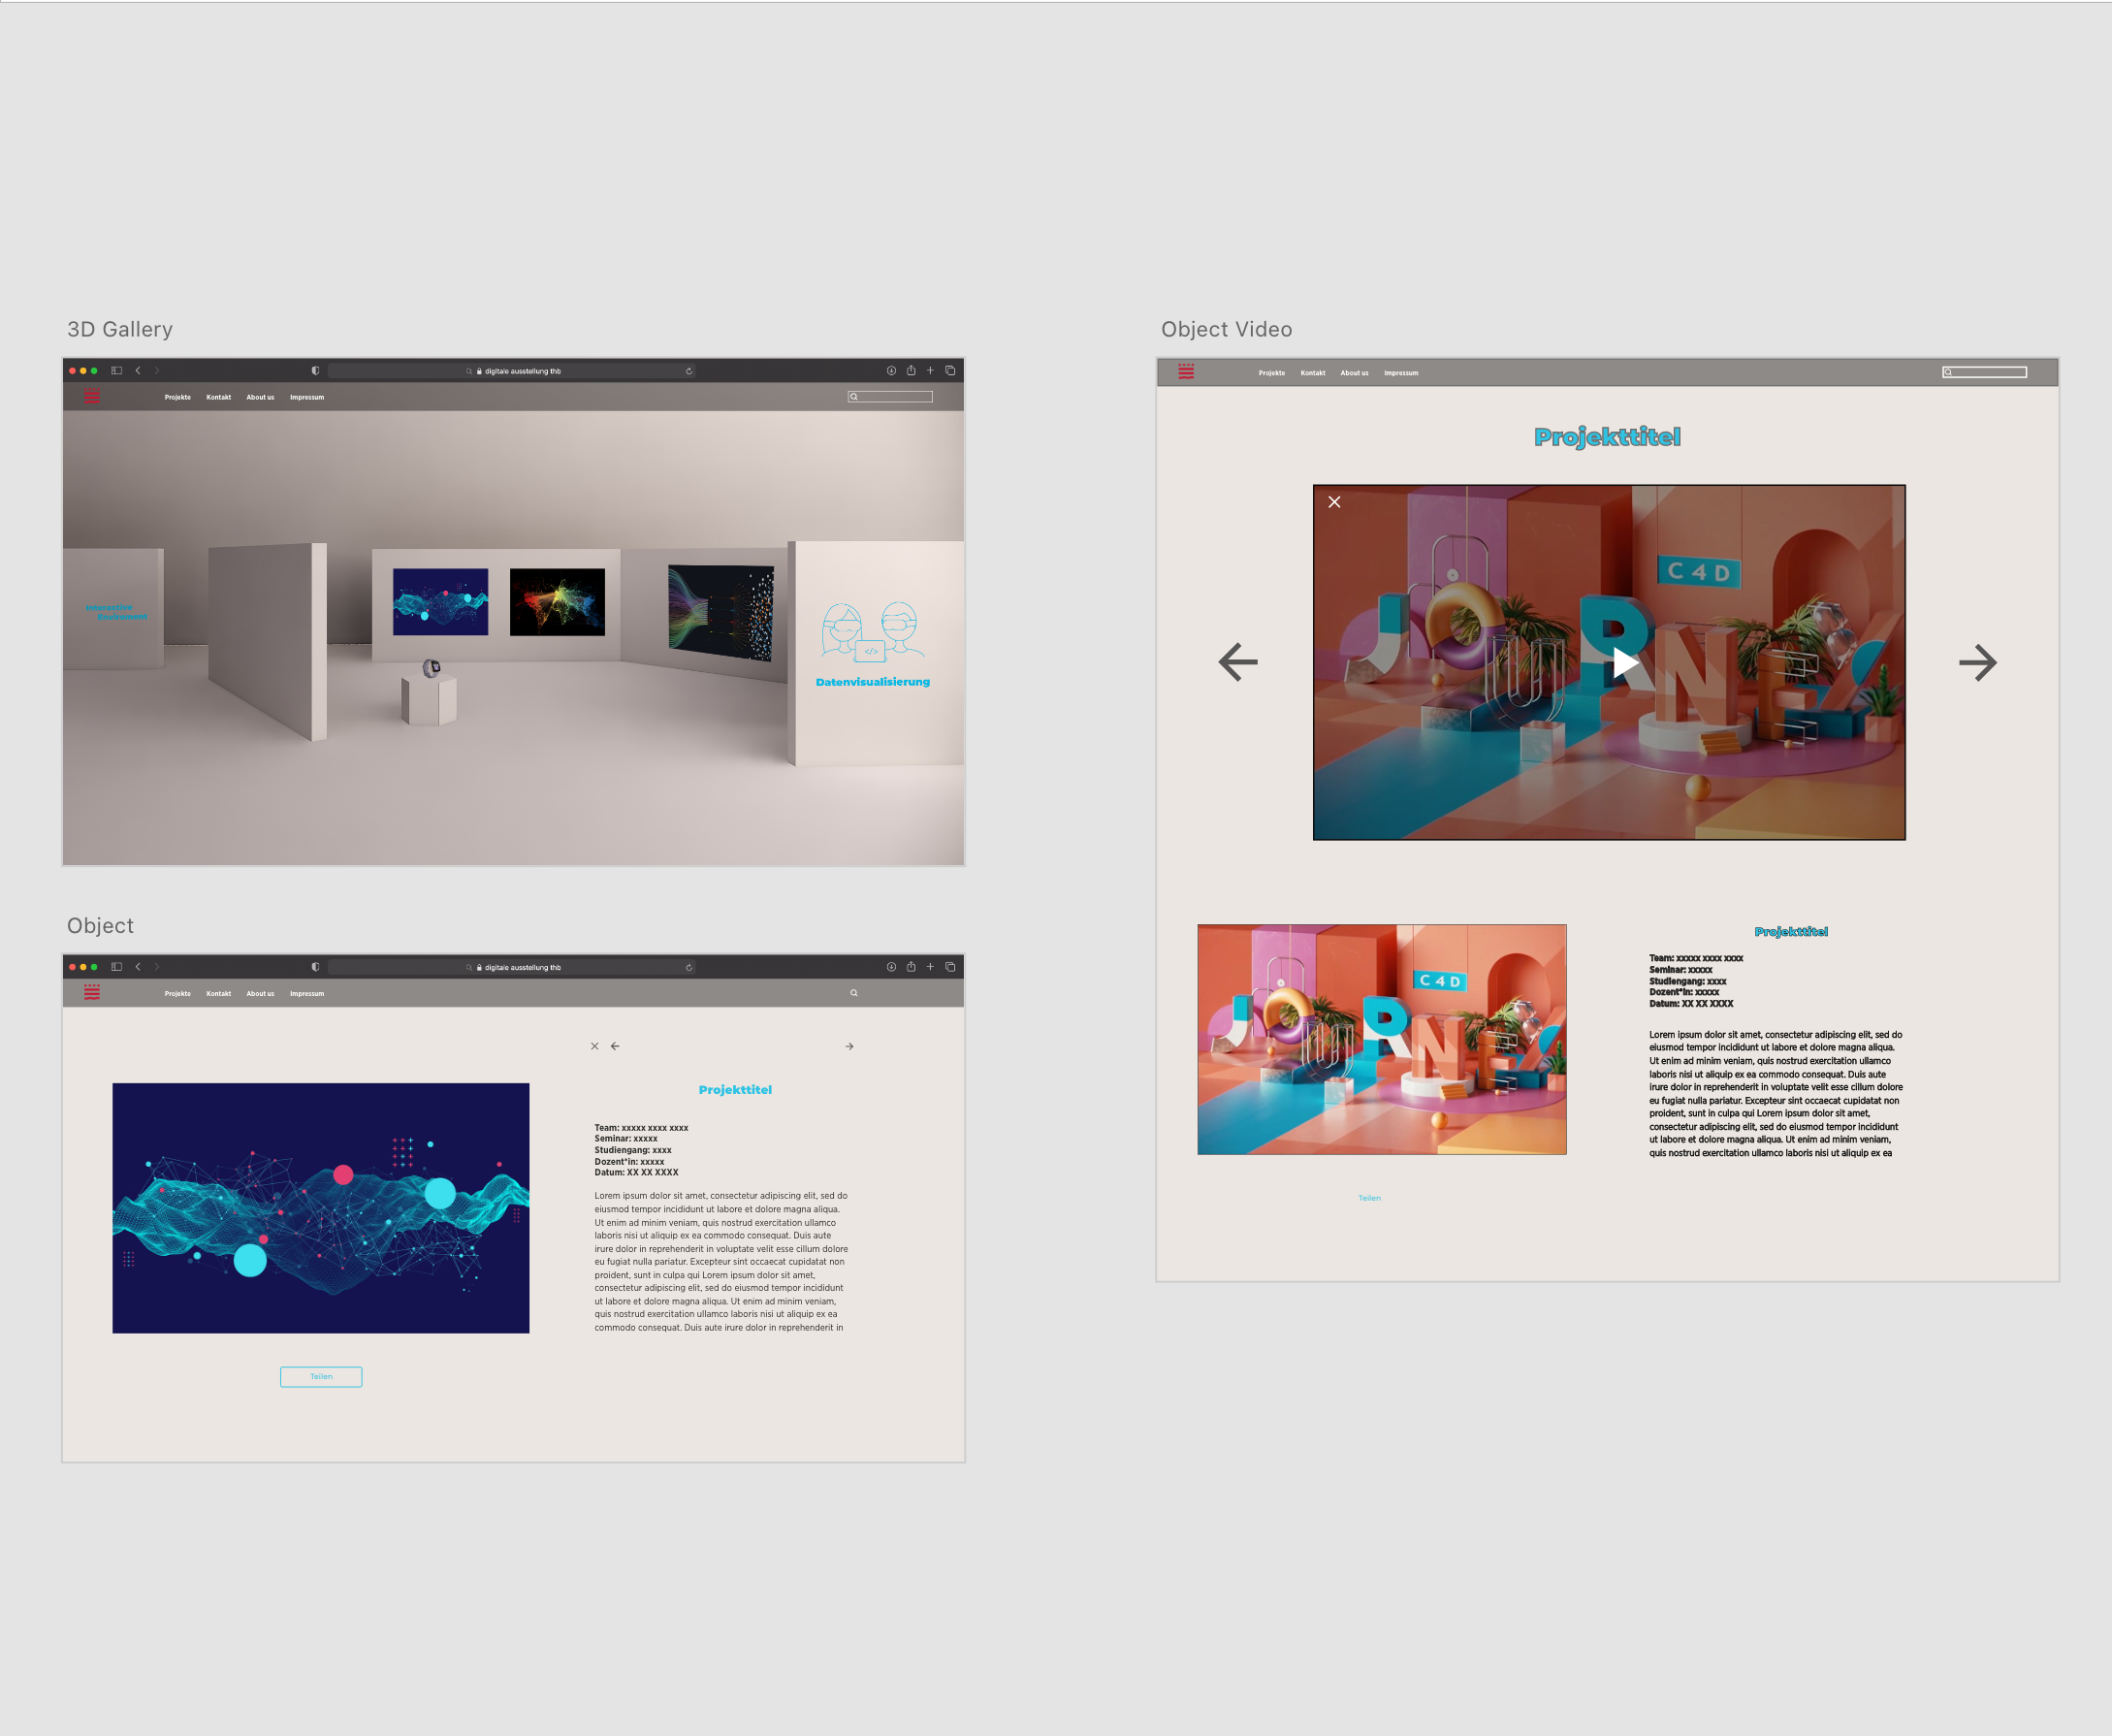 3D Gallery
digitale ausstellung thb
Projekte Kontakt About us Impressum
Interactive
Enviroment
</>
Datenvisualisierung
Object
digitale ausstellung thb
Projekte Kontakt About us Impressum
Projekttitel
Team: xxxxx xxxx xxxx
Seminar: xxxxx
Studiengang: xxxx
Dozent*in: xxxxx
Datum: XX XX XXXX
Lorem ipsum dolor sit amet, consectetur adipiscing elit, sed do
eiusmod tempor incididunt ut labore et dolore magna aliqua.
Ut enim ad minim veniam, quis nostrud exercitation ullamco
laboris nisi ut aliquip ex ea commodo consequat. Duis aute
irure dolor in reprehenderit in voluptate velit esse cillum dolore
eu fugiat nulla pariatur. Excepteur sint occaecat cupidatat non
proident, sunt in culpa qui Lorem ipsum dolor sit amet,
consectetur adipiscing elit, sed do eiusmod tempor incididunt
ut labore et dolore magna aliqua. Ut enim ad minim veniam,
quis nostrud exercitation ullamco laboris nisi ut aliquip ex ea
commodo consequat. Duis aute irure dolor in reprehenderit in
Teilen
Object Video
Projekte Kontakt About us Impressum
Projekttitel
C4D
JOURNEY
C4D
JOURNEY
Projekttitel
Team: xxxxx xxxx xxxx
Seminar: xxxxx
Studiengang: xxxx
Dozent*in: xxxxx
Datum: XX XX XXXX
Lorem ipsum dolor sit amet, consectetur adipiscing elit, sed do
eiusmod tempor incididunt ut labore et dolore magna aliqua.
Ut enim ad minim veniam, quis nostrud exercitation ullamco
laboris nisi ut aliquip ex ea commodo consequat. Duis aute
irure dolor in reprehenderit in voluptate velit esse cillum dolore
eu fugiat nulla pariatur. Excepteur sint occaecat cupidatat non
proident, sunt in culpa qui Lorem ipsum dolor sit amet,
consectetur adipiscing elit, sed do eiusmod tempor incididunt
ut labore et dolore magna aliqua. Ut enim ad minim veniam,
quis nostrud exercitation ullamco laboris nisi ut aliquip ex ea
Teilen